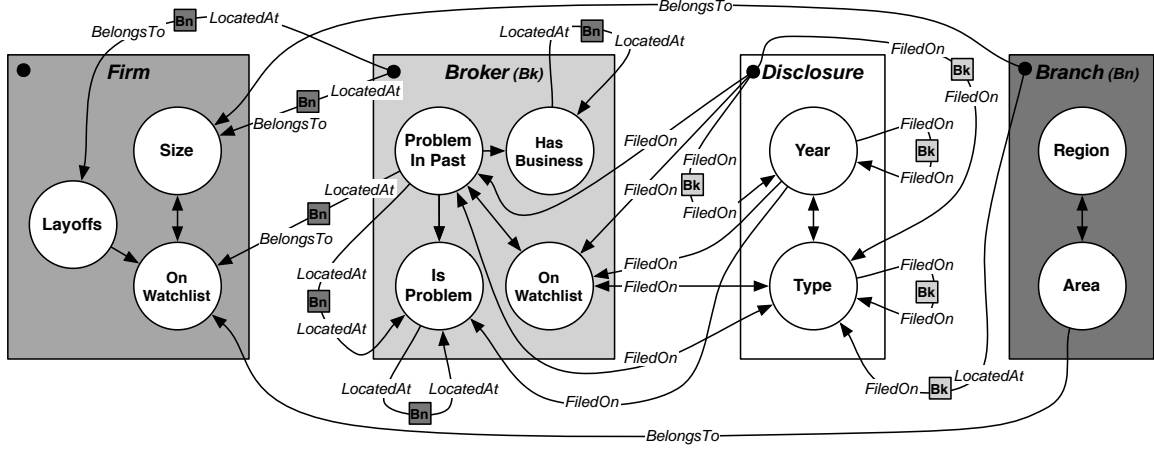 BelongsTo
LocatedAt
Bn
BelongsTo
Firm
Broker (Bk)
Disclosure
Branch (Bn)
LocatedAt
Bn
LocatedAt
FiledOn
Bk
FiledOn
LocatedAt
Bn
BelongsTo
Size
Problem
In Past
Has
Business
Year
Region
FiledOn
Bk
FiledOn
FiledOn
FiledOn
Bk
FiledOn
FiledOn
LocatedAt
Bn
BelongsTo
Layoffs
On
Watchlist
LocatedAt
Bn
LocatedAt
Is
Problem
On
Watchlist
FiledOn
FiledOn
Type
Area
FiledOn
Bk
FiledOn
FiledOn
LocatedAt
LocatedAt
Bn
FiledOn
FiledOn
Bk
LocatedAt
BelongsTo